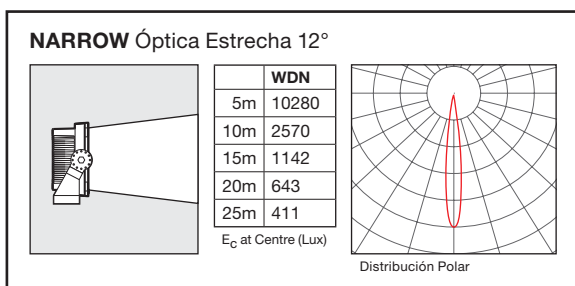 NARROW Óptica Estrecha 12°
WDN
5m 10280
10m 2570
15m 1142
20m 643
25m 411
EC at Centre (Lux)
Distribución Polar